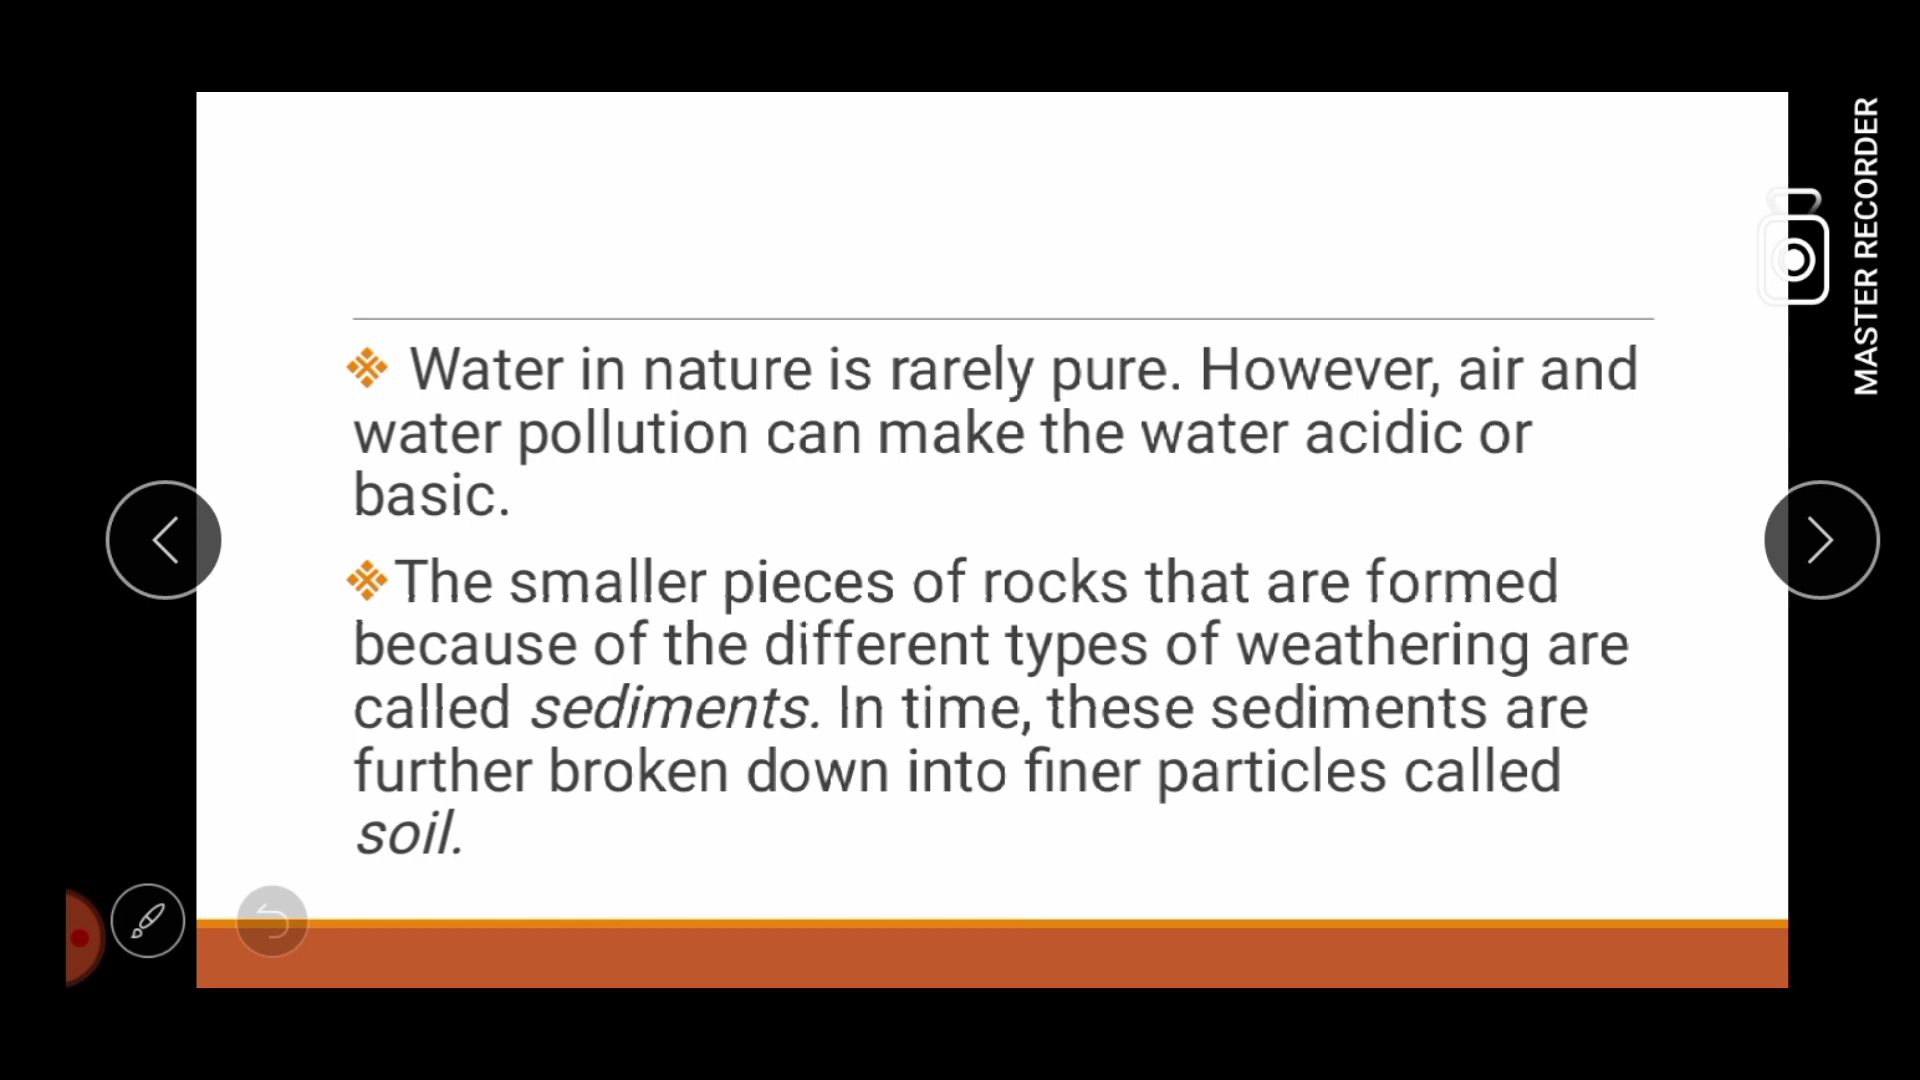 Water in nature is rarely pure. However, air and
water pollution can make the water acidic or
basic.
The smaller pieces of rocks that are formed
because of the different types of weathering are
called sediments. In time, these sediments are
further broken down into finer particles called
soil.
MASTER RECORDER